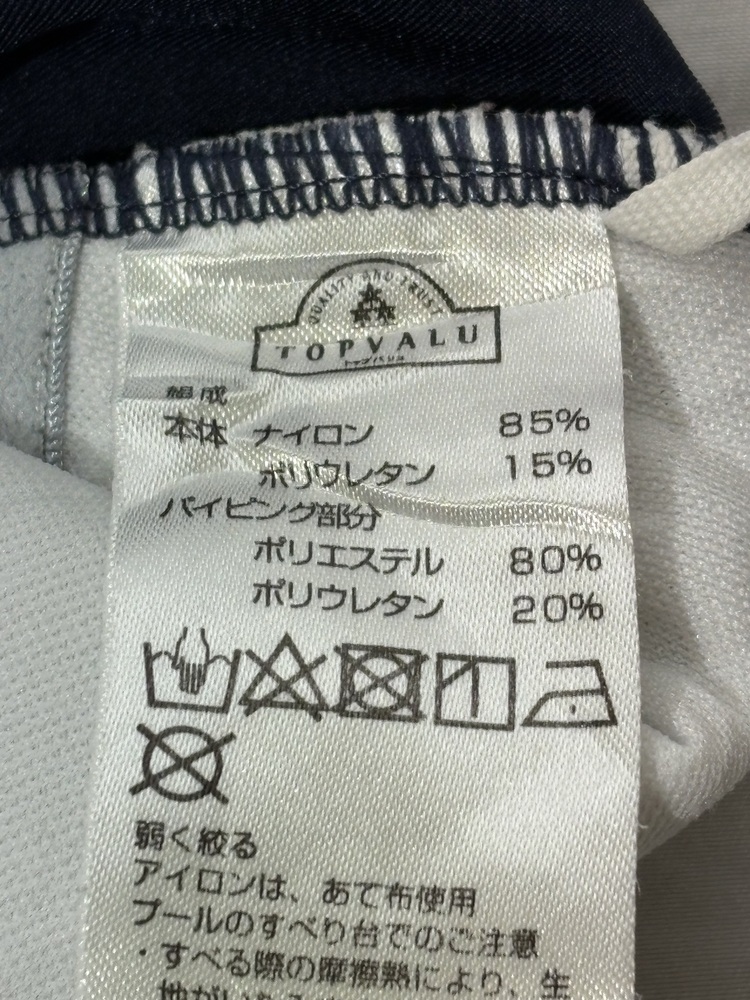 QUALITY AND TRUST
TOPVALU
トップバリュ
組成
本体 ナイロン 85%
ポリウレタン 15%
パイピング部分
ポリエステル 80%
ポリウレタン 20%
弱く絞る
アイロンは、あて布使用
プールのすべり台でのご注意
・すべる際の摩擦熱により、生
地がい